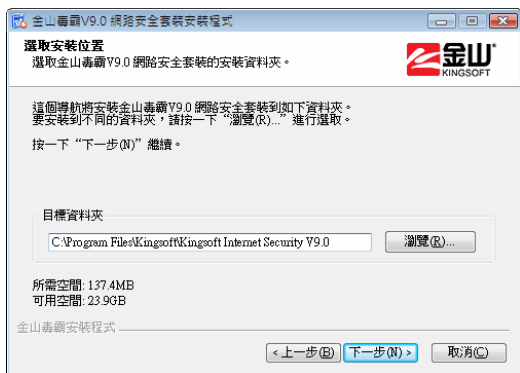 金山毒霸V9.0 網路安全套裝安裝程式
選取安裝位置
選取金山毒霸V9.0 網路安全套裝的安裝資料夾。
金山
KINGSOFT
這個導航將安裝金山毒霸V9.0 網路安全套裝到如下資料夾。
要安裝到不同的資料夾，請按一下 “瀏覽(R)...” 進行選取。
按一下 “下一步(N)” 繼續。
目標資料夾
C:\Program Files\Kingsoft\Kingsoft Internet Security V9.0
瀏覽(R)...
所需空間: 137.4MB
可用空間: 23.9GB
金山毒霸安裝程式
<上一步(B) 下一步(N)> 取消(C)